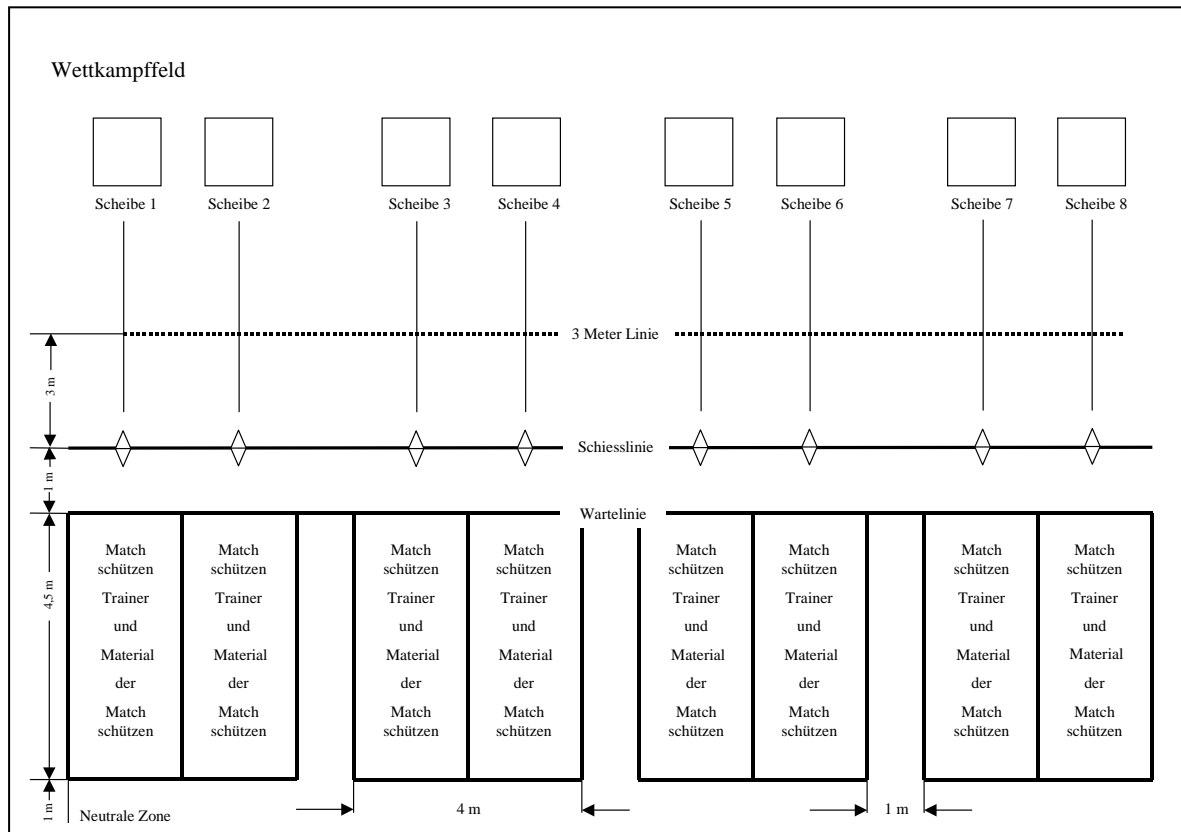 Wettkampffeld
Scheibe 1 Scheibe 2 Scheibe 3 Scheibe 4 Scheibe 5 Scheibe 6 Scheibe 7 Scheibe 8
3 Meter Linie
3 m
Schiesslinie
1 m
Wartelinie
4,5 m
Match
schützen
Trainer
und
Material
der
Match
schützen
Match
schützen
Trainer
und
Material
der
Match
schützen
Match
schützen
Trainer
und
Material
der
Match
schützen
Match
schützen
Trainer
und
Material
der
Match
schützen
Match
schützen
Trainer
und
Material
der
Match
schützen
Match
schützen
Trainer
und
Material
der
Match
schützen
Match
schützen
Trainer
und
Material
der
Match
schützen
Match
schützen
Trainer
und
Material
der
Match
schützen
1 m
Neutrale Zone
4 m
1 m